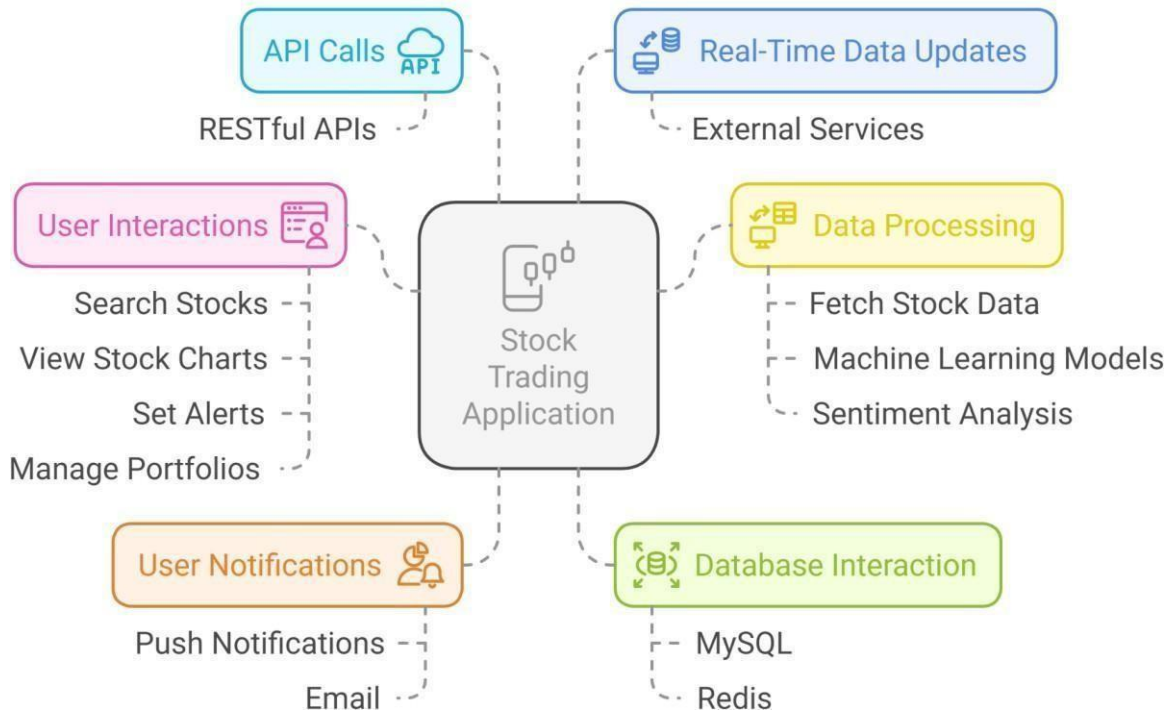 API Calls
API
RESTful APIs
Real-Time Data Updates
External Services
User Interactions
Search Stocks
View Stock Charts
Set Alerts
Manage Portfolios
Stock
Trading
Application
Data Processing
Fetch Stock Data
Machine Learning Models
Sentiment Analysis
User Notifications
Push Notifications
Email
Database Interaction
MySQL
Redis